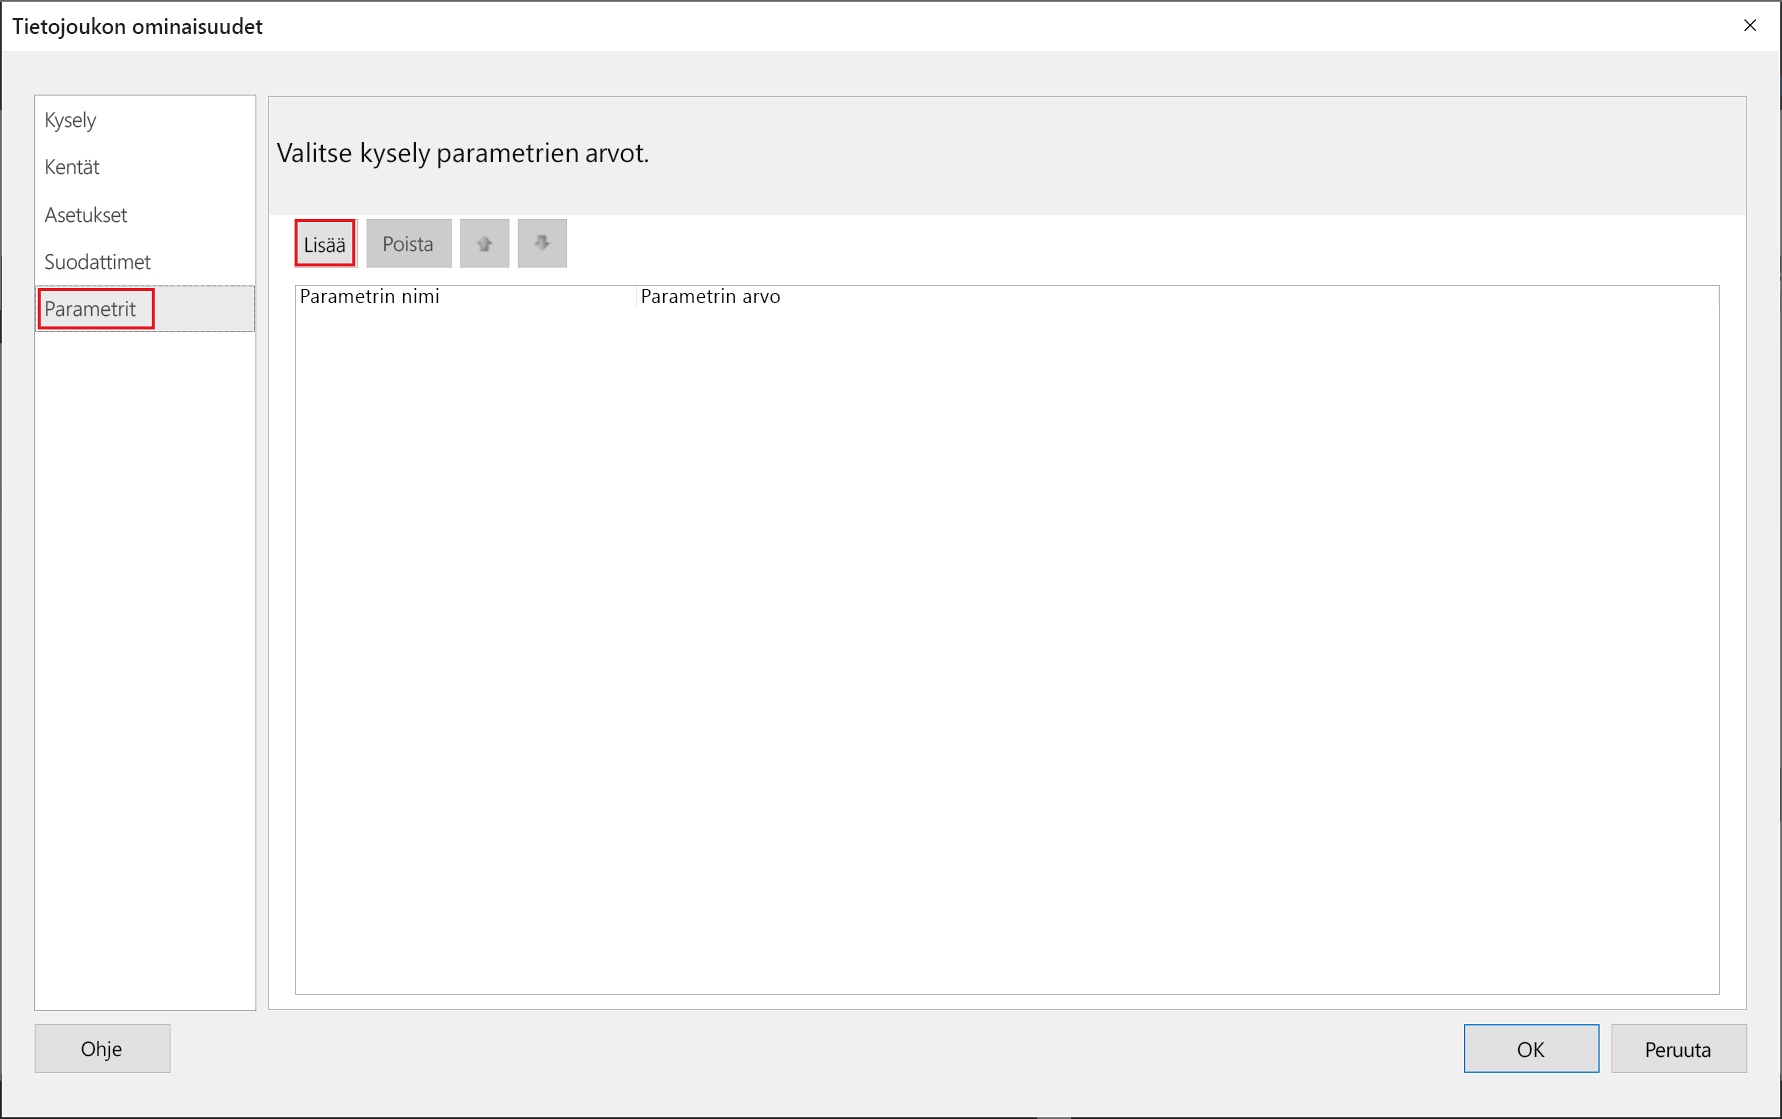 Tietojoukon ominaisuudet
Kysely
Kentät
Asetukset
Suodattimet
Parametrit
Valitse kysely parametrien arvot.
Lisää Poista
Parametrin nimi Parametrin arvo
Ohje OK Peruuta